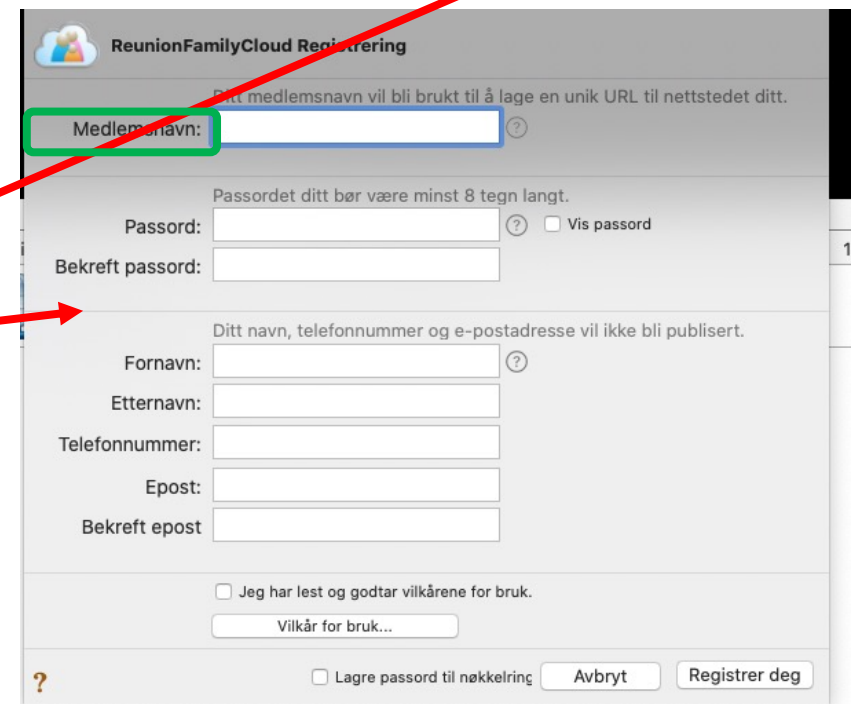 ReunionFamilyCloud Registrering
Ditt medlemsnavn vil bli brukt til å lage en unik URL til nettstedet ditt.
Medlemsnavn: ?
Passordet ditt bør være minst 8 tegn langt.
Passord: ? Vis passord
1
Bekreft passord:
Ditt navn, telefonnummer og e-postadresse vil ikke bli publisert.
Fornavn: ?
Etternavn:
Telefonnummer:
Epost:
Bekreft epost
Jeg har lest og godtar vilkårene for bruk.
Vilkår for bruk...
? Lagre passord til nøkkelring Avbryt Registrer deg